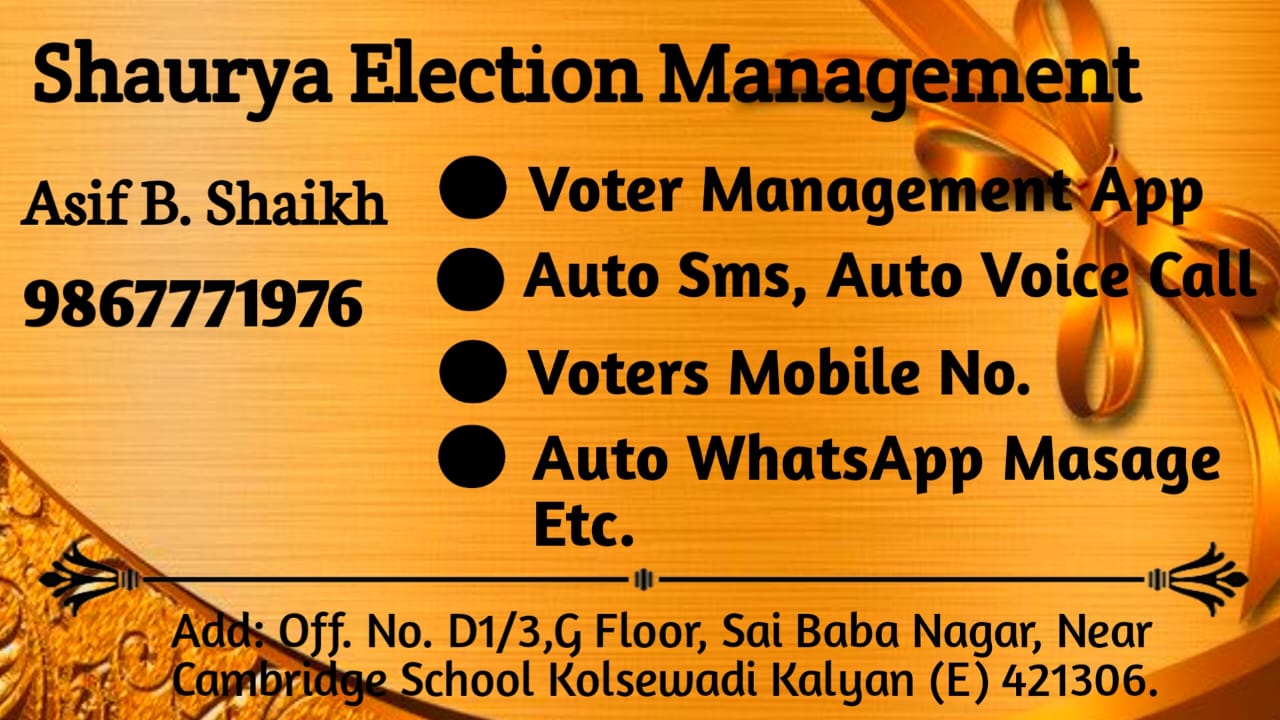 Shaurya Election Management
Asif B. Shaikh
9867771976
Voter Management App
Auto Sms, Auto Voice Call
Voters Mobile No.
Auto WhatsApp Masage
Etc.
Add: Off. No. D1/3,G Floor, Sai Baba Nagar, Near
Cambridge School Kolsewadi Kalyan (E) 421306.